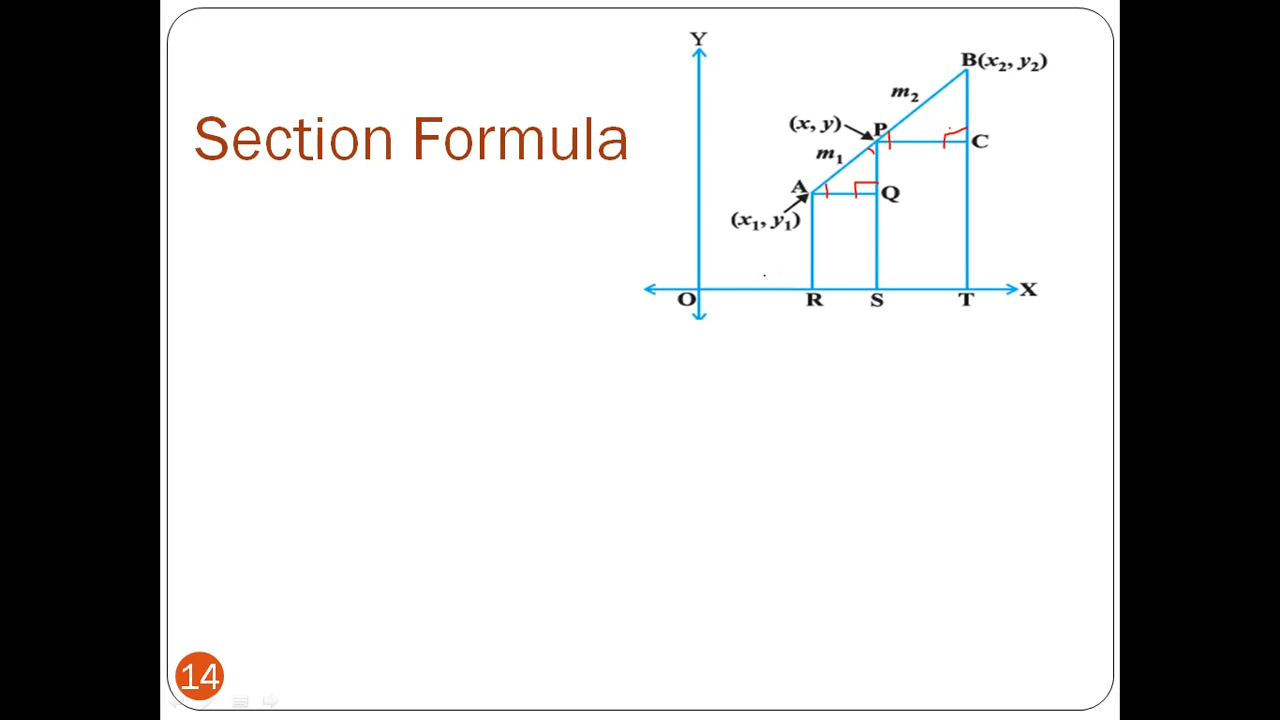 Section Formula
Y
B(x₂, y₂)
m₂
(x, y)
P
m₁
C
A
Q
(x₁, y₁)
O
R
S
T
X
14